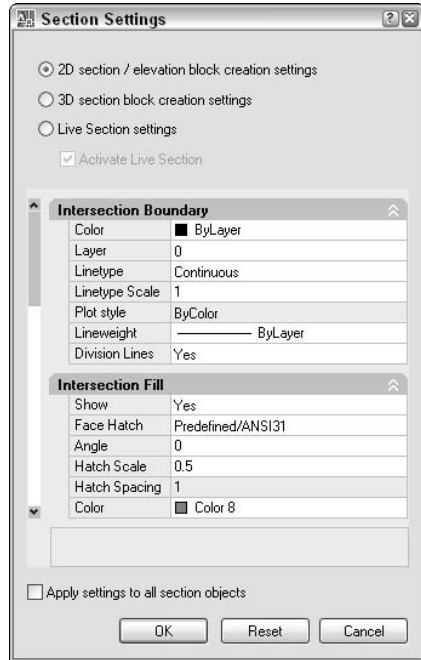 Section Settings
2D section / elevation block creation settings
3D section block creation settings
Live Section settings
Activate Live Section
Intersection Boundary
Color ByLayer
Layer 0
Linetype Continuous
Linetype Scale 1
Plot style ByColor
Lineweight ByLayer
Division Lines Yes
Intersection Fill
Show Yes
Face Hatch Predefined/ANSI31
Angle 0
Hatch Scale 0.5
Hatch Spacing 1
Color Color 8
Apply settings to all section objects
OK Reset Cancel